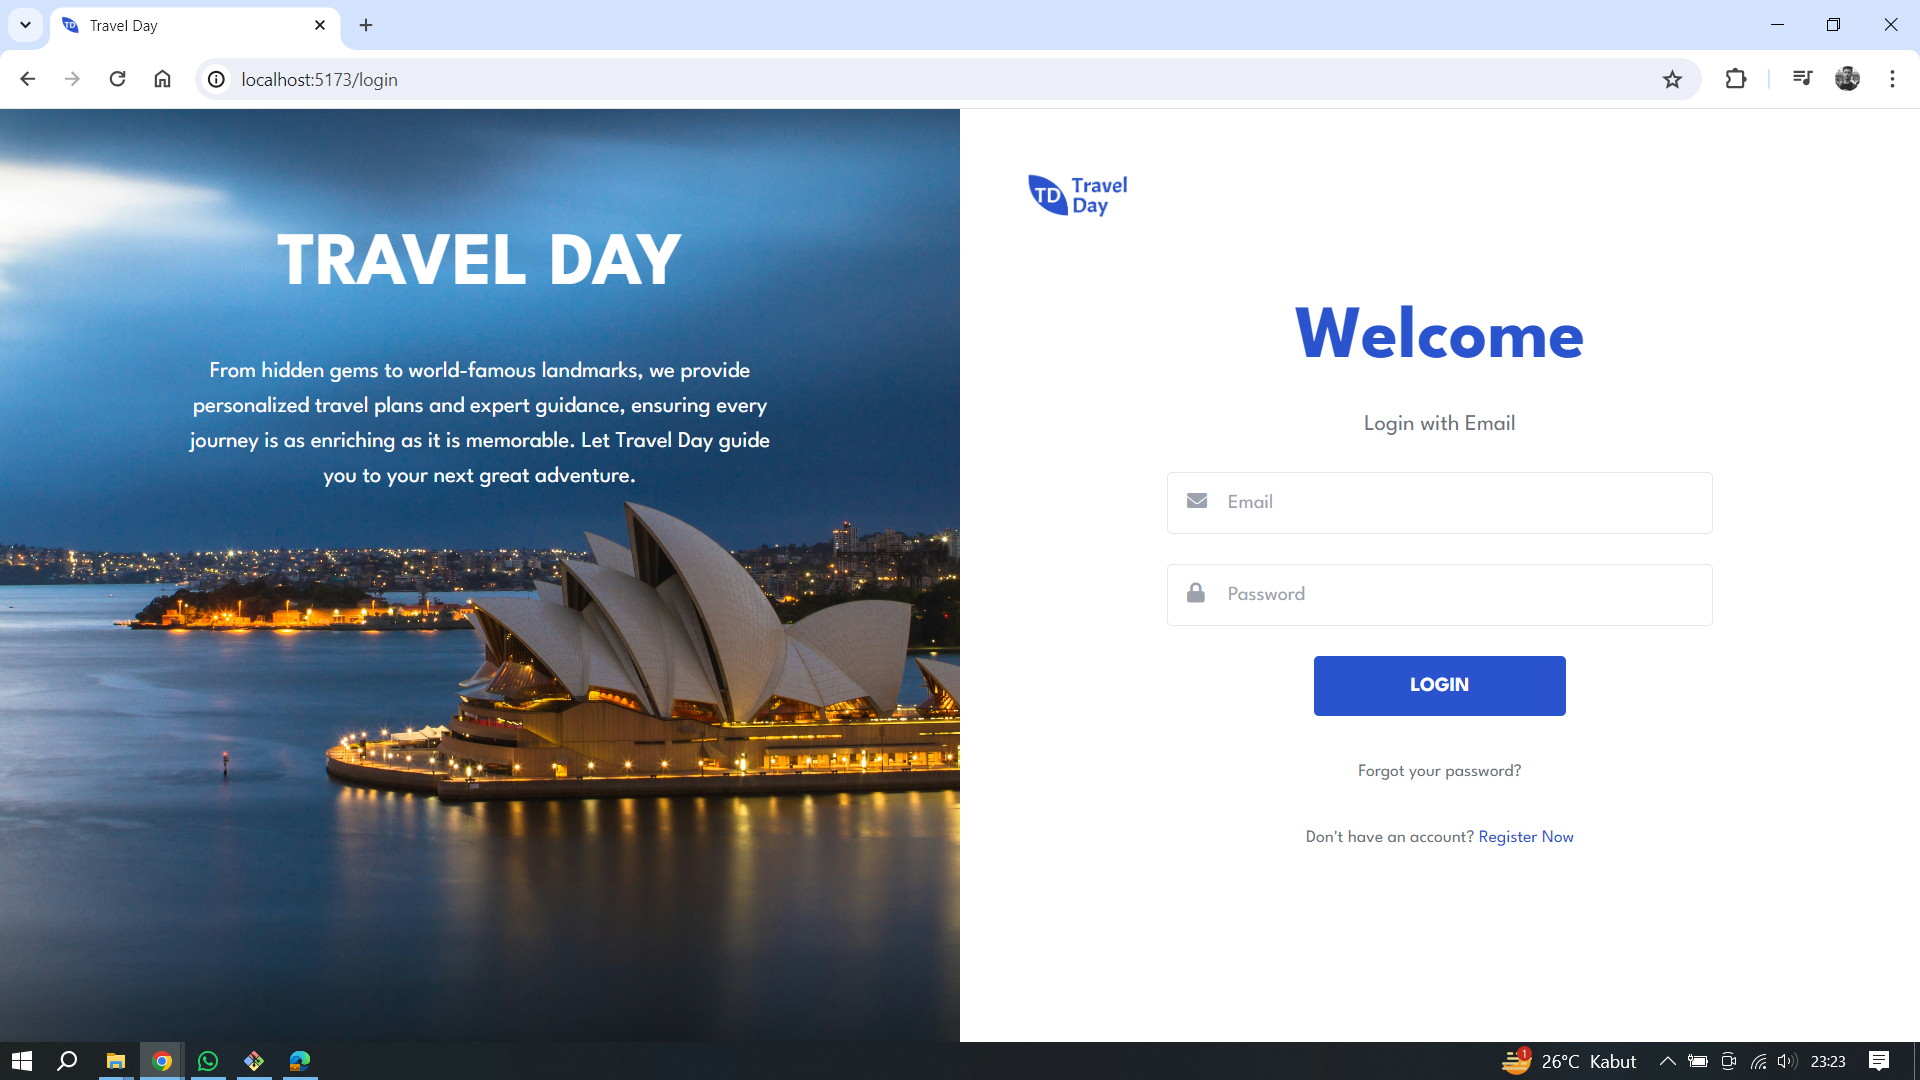 TD Travel Day
localhost:5173/login
TRAVEL DAY
From hidden gems to world-famous landmarks, we provide
personalized travel plans and expert guidance, ensuring every
journey is as enriching as it is memorable. Let Travel Day guide
you to your next great adventure.
TD Travel
Day
Welcome
Login with Email
Email
Password
LOGIN
Forgot your password?
Don't have an account? Register Now
1 26°C Kabut 23:23